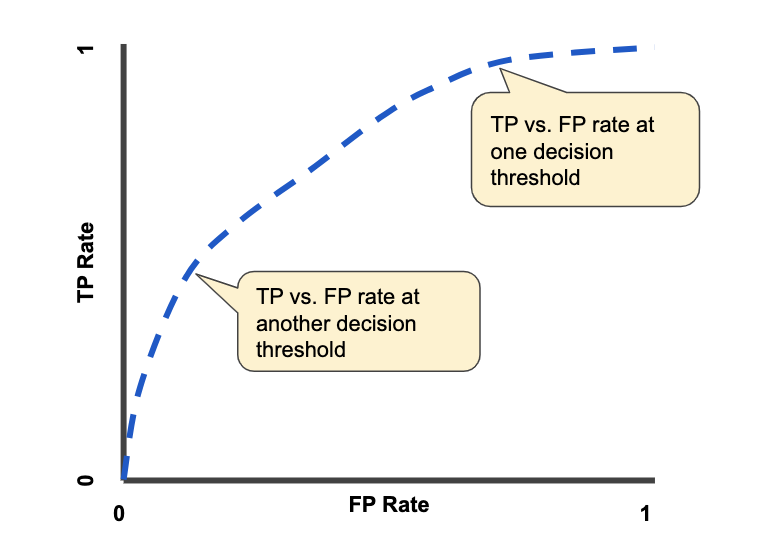 1
TP vs. FP rate at
one decision
threshold
TP Rate
TP vs. FP rate at
another decision
threshold
0
0
FP Rate
1